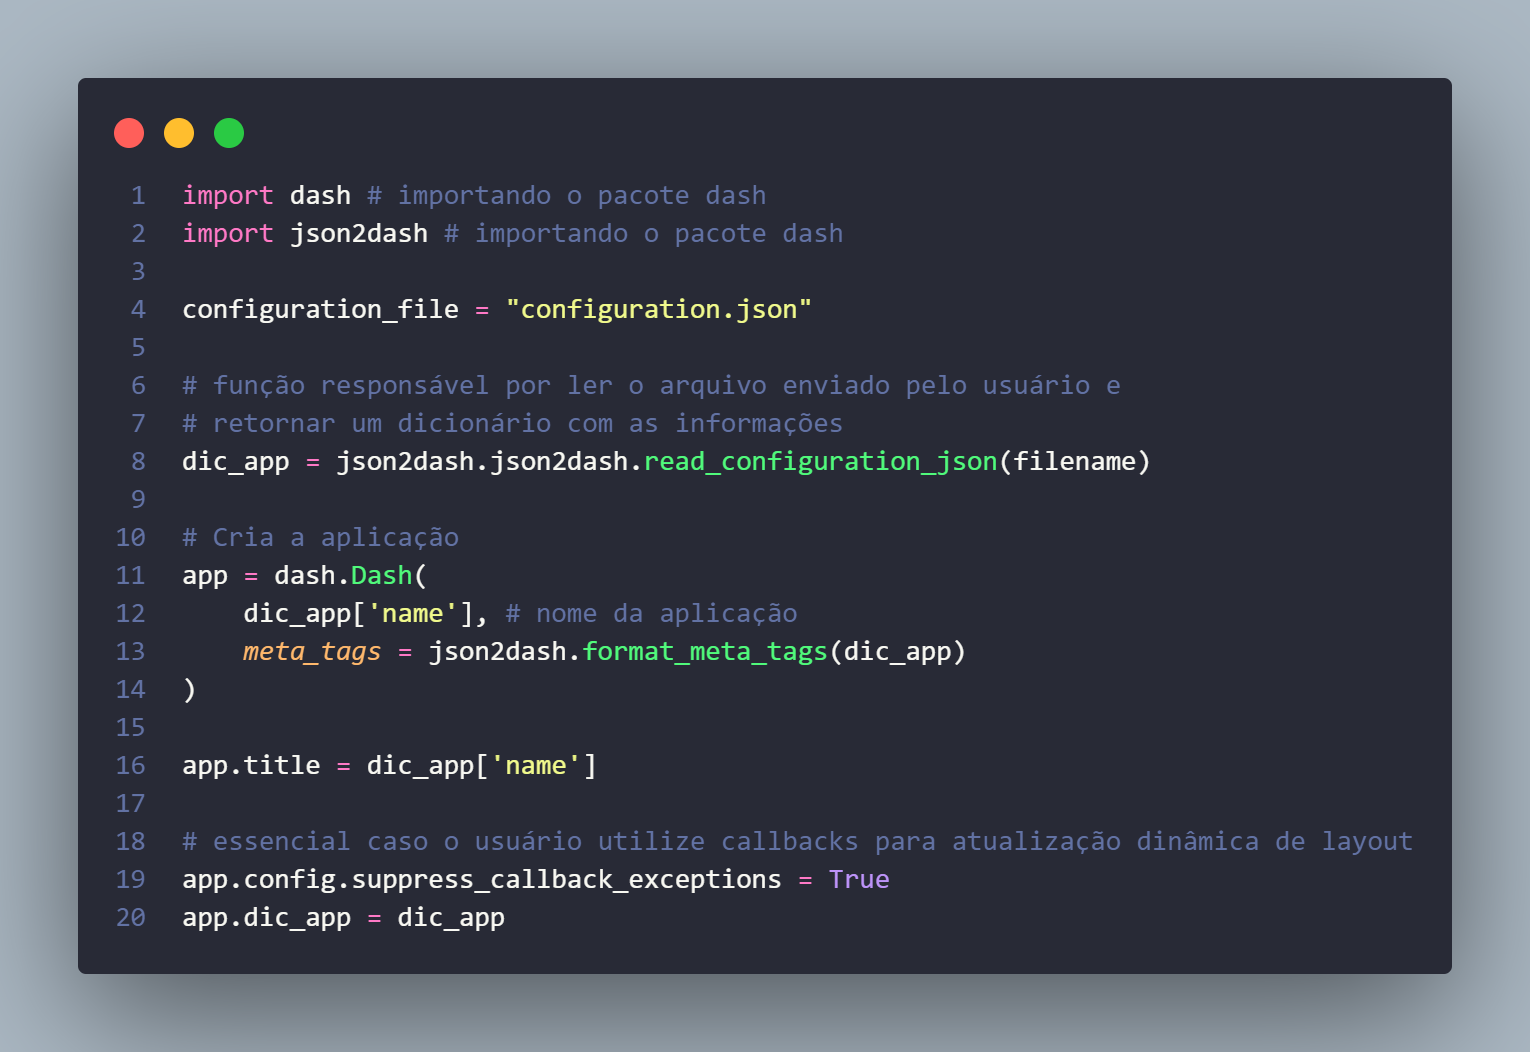 1 import dash # importando o pacote dash
2 import json2dash # importando o pacote dash
3
4 configuration_file = "configuration.json"
5
6 # função responsável por ler o arquivo enviado pelo usuário e
7 # retornar um dicionário com as informações
8 dic_app = json2dash.json2dash.read_configuration_json(filename)
9
10 # Cria a aplicação
11 app = dash.Dash(
12     dic_app['name'], # nome da aplicação
13     meta_tags = json2dash.format_meta_tags(dic_app)
14 )
15
16 app.title = dic_app['name']
17
18 # essencial caso o usuário utilize callbacks para atualização dinâmica de layout
19 app.config.suppress_callback_exceptions = True
20 app.dic_app = dic_app